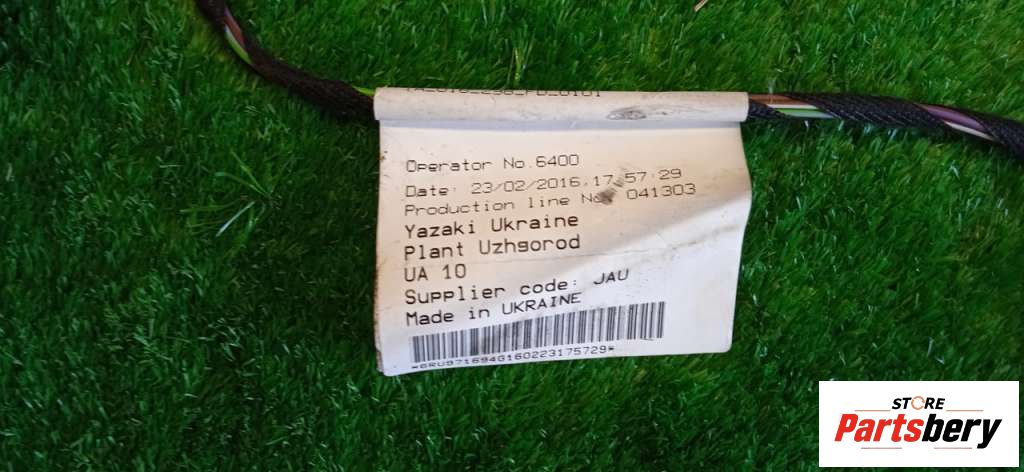 Operator No.6400
Date: 23/02/2016,17:57:29
Production line No. 041303
Yazaki Ukraine
Plant Uzhgorod
UA 10
Supplier code: JAU
Made in UKRAINE
*6RU971694G160223175729*
STORE
Partsbery